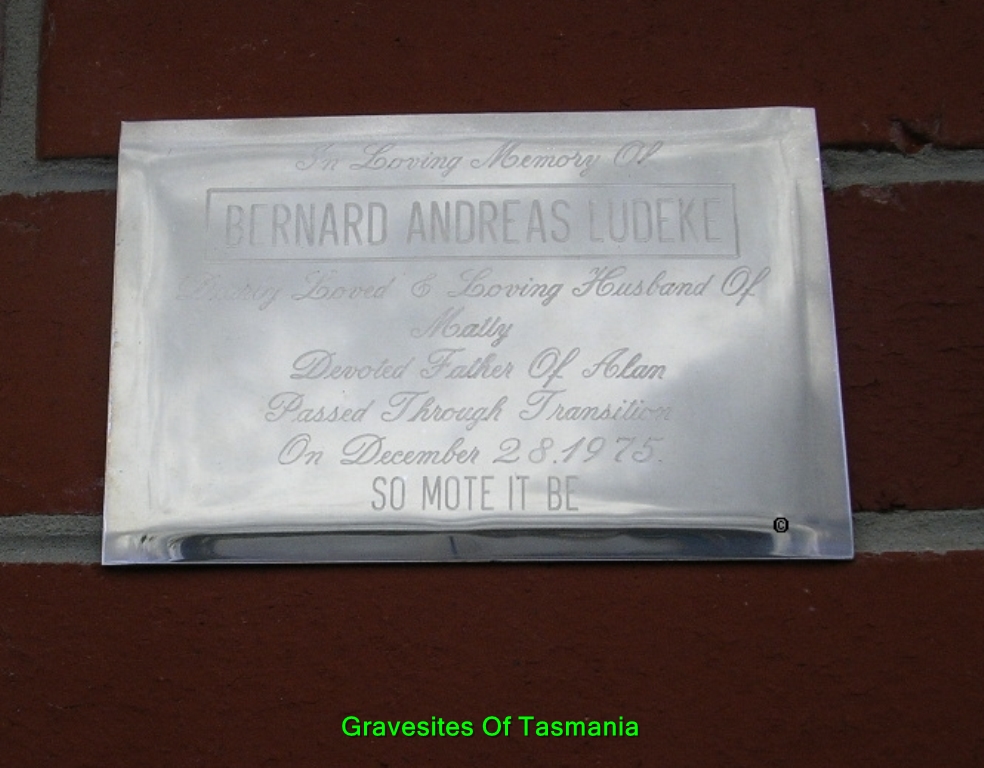 In Loving Memory Of
BERNARD ANDREAS LUDEKE
Dearly Loved & Loving Husband Of
Mally
Devoted Father Of Alan
Passed Through Transition
On December 28.1975.
SO MOTE IT BE
©
Gravesites Of Tasmania